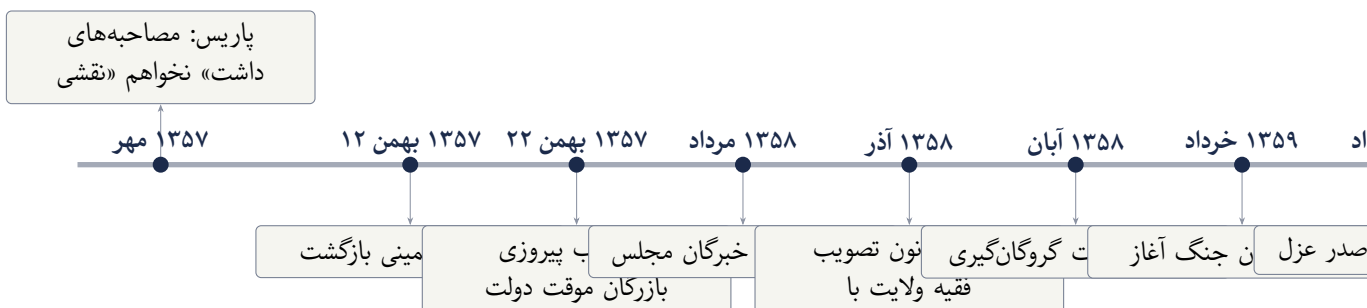 پاریس: مصاحبه‌های
داشت» نخواهم «نقشی
۱۳۵۷ مهر
۱۳۵۷ بهمن ۱۲
۱۳۵۷ بهمن ۲۲
۱۳۵۸ مرداد
۱۳۵۸ آذر
۱۳۵۸ آبان
۱۳۵۹ خرداد
بازگشت
پیروزی
بازرگان موقت دولت
خبرگان مجلس
تصویب
فقیه ولایت با
گروگان‌گیری
جنگ آغاز
صدر عزل